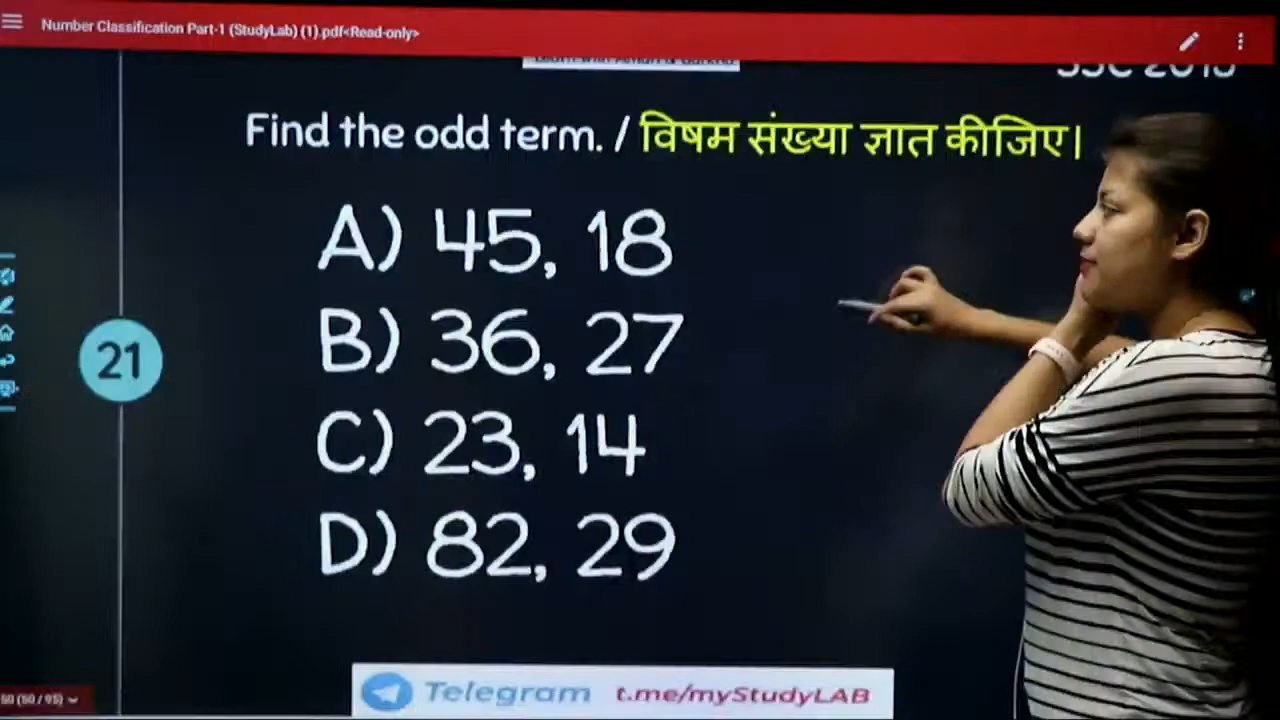 Number Classification Part-1 (StudyLab) (1).pdf<Read-only>
Find the odd term. / विषम संख्या ज्ञात कीजिए।
A) 45, 18
B) 36, 27
21
C) 23, 14
D) 82, 29
Telegram t.me/myStudyLAB